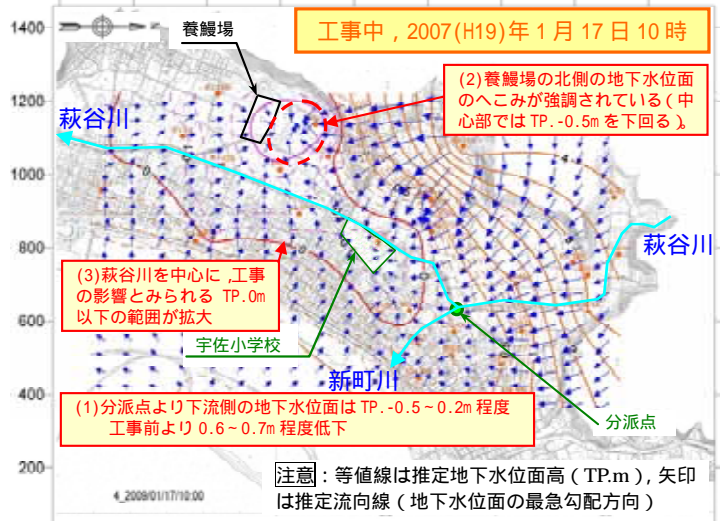 1400
養鰻場
工事中，2007(H19)年1月17日10時
1200
(2)養鰻場の北側の地下水位面
のへこみが強調されている（中
心部では TP.-0.5m を下回る）。
萩谷川
1000
800
萩谷川
(3)萩谷川を中心に，工事
の影響とみられる TP.0m
以下の範囲が拡大
600
宇佐小学校
新町川
400
(1)分派点より下流側の地下水位面は TP.-0.5～0.2m 程度
工事前より 0.6～0.7m 程度低下
分派点
200
注意：等値線は推定地下水位面高（TP.m），矢印
は推定流向線（地下水位面の最急勾配方向）
4_2009/01/17/10:00